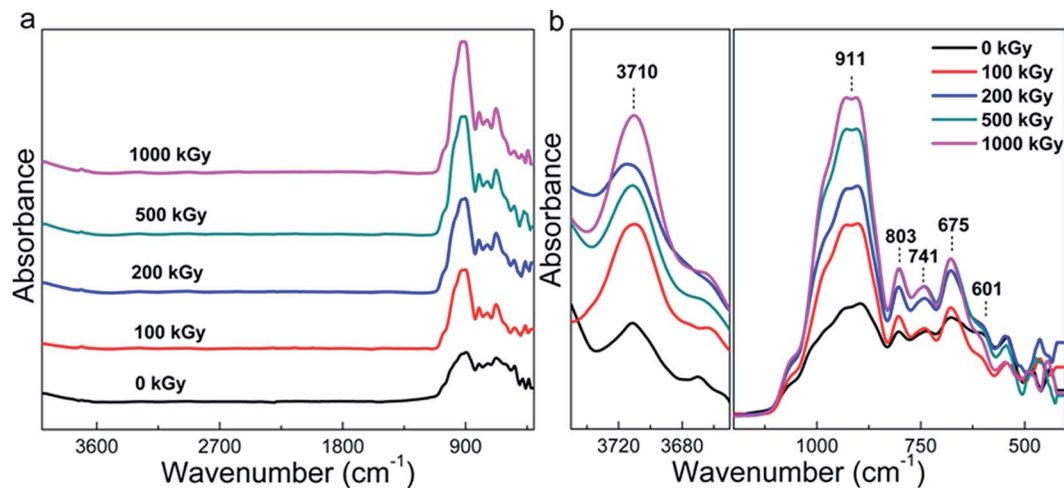 a
Absorbance
1000 kGy
500 kGy
200 kGy
100 kGy
0 kGy
3600 2700 1800 900
Wavenumber (cm⁻¹)
b
Absorbance
3710
911
803
741
675
601
0 kGy
100 kGy
200 kGy
500 kGy
1000 kGy
3720 3680 1000 750 500
Wavenumber (cm⁻¹)